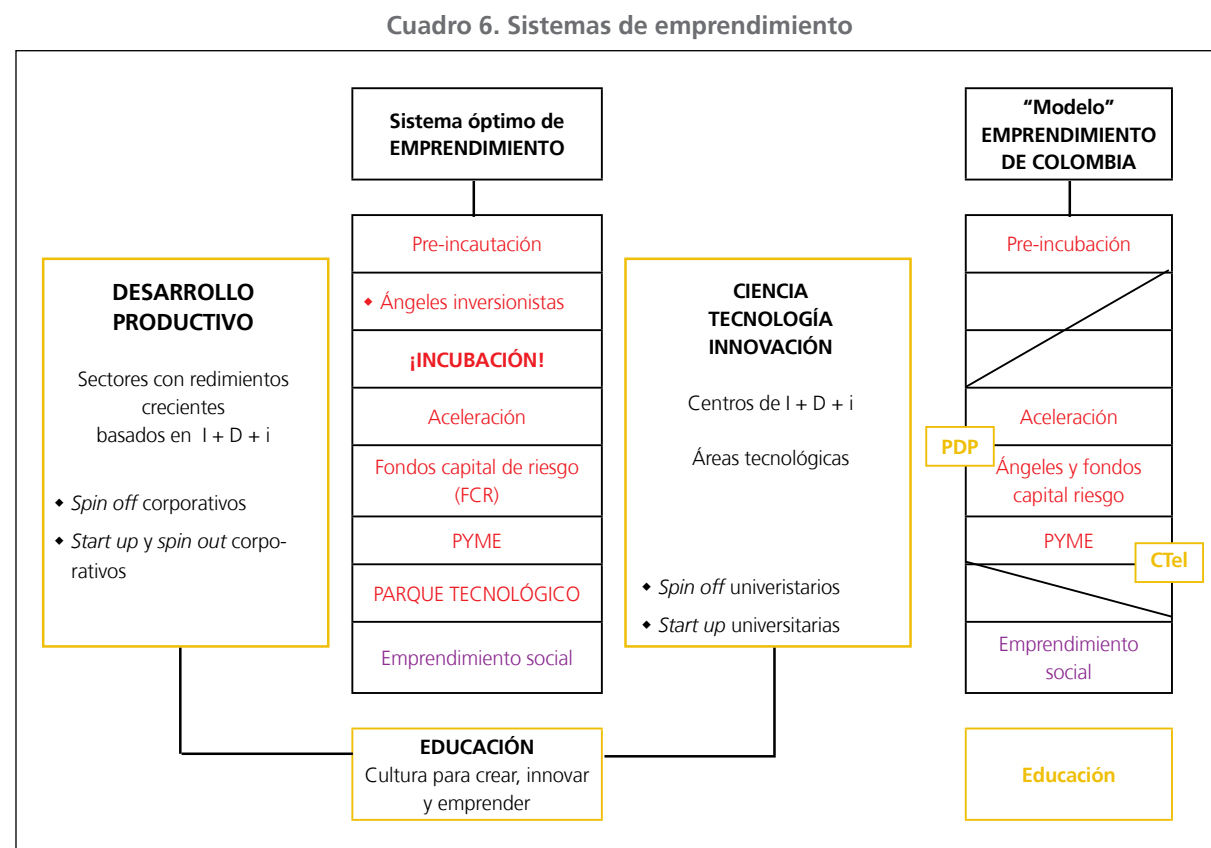 Cuadro 6. Sistemas de emprendimiento
Sistema óptimo de
EMPRENDIMIENTO
Pre-incautación
◆ Ángeles inversionistas
¡INCUBACIÓN!
Aceleración
Fondos capital de riesgo
(FCR)
PYME
PARQUE TECNOLÓGICO
Emprendimiento social
DESARROLLO
PRODUCTIVO
Sectores con redimientos
crecientes
basados en I + D + i
◆ Spin off corporativos
◆ Start up y spin out corpo-
rativos
CIENCIA
TECNOLOGÍA
INNOVACIÓN
Centros de I + D + i
Áreas tecnológicas
◆ Spin off univeristarios
◆ Start up universitarias
EDUCACIÓN
Cultura para crear, innovar
y emprender
"Modelo"
EMPRENDIMIENTO
DE COLOMBIA
Pre-incubación
Aceleración
PDP
Ángeles y fondos
capital riesgo
PYME
CTel
Emprendimiento
social
Educación